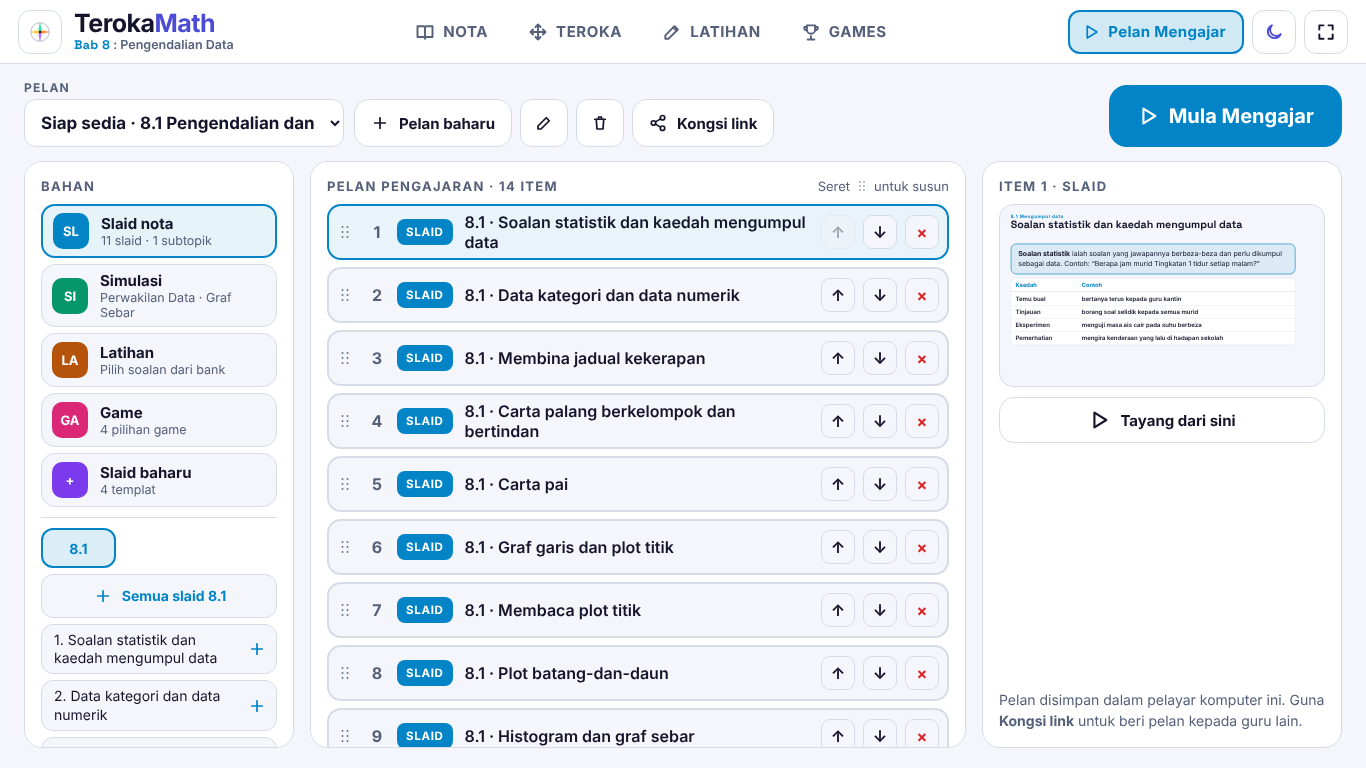 TerokaMath
Bab 8 : Pengendalian Data
NOTA
TEROKA
LATIHAN
GAMES
Pelan Mengajar
PELAN
Siap sedia · 8.1 Pengendalian dan
Pelan baharu
Kongsi link
Mula Mengajar
BAHAN
SL
Slaid nota
11 slaid · 1 subtopik
SI
Simulasi
Perwakilan Data · Graf
Sebar
LA
Latihan
Pilih soalan dari bank
GA
Game
4 pilihan game
+
Slaid baharu
4 templat
8.1
+ Semua slaid 8.1
1. Soalan statistik dan
kaedah mengumpul data
+
2. Data kategori dan data
numerik
+
PELAN PENGAJARAN · 14 ITEM
Seret ⠿ untuk susun
1 SLAID 8.1 · Soalan statistik dan kaedah mengumpul
data
2 SLAID 8.1 · Data kategori dan data numerik
3 SLAID 8.1 · Membina jadual kekerapan
4 SLAID 8.1 · Carta palang berkelompok dan
bertindan
5 SLAID 8.1 · Carta pai
6 SLAID 8.1 · Graf garis dan plot titik
7 SLAID 8.1 · Membaca plot titik
8 SLAID 8.1 · Plot batang-dan-daun
9 SLAID 8.1 · Histogram dan graf sebar
ITEM 1 · SLAID
8.1 Mengumpul data
Soalan statistik dan kaedah mengumpul data
Soalan statistik ialah soalan yang jawapannya berbeza-beza dan perlu dikumpul
sebagai data. Contoh: "Berapa jam murid Tingkatan 1 tidur setiap malam?"
Kaedah Contoh
Temu bual bertanya terus kepada guru kantin
Tinjauan borang soal selidik kepada semua murid
Eksperimen menguji masa ais cair pada suhu berbeza
Pemerhatian mengira kenderaan yang lalu di hadapan sekolah
Tayang dari sini
Pelan disimpan dalam pelayar komputer ini. Guna
Kongsi link untuk beri pelan kepada guru lain.